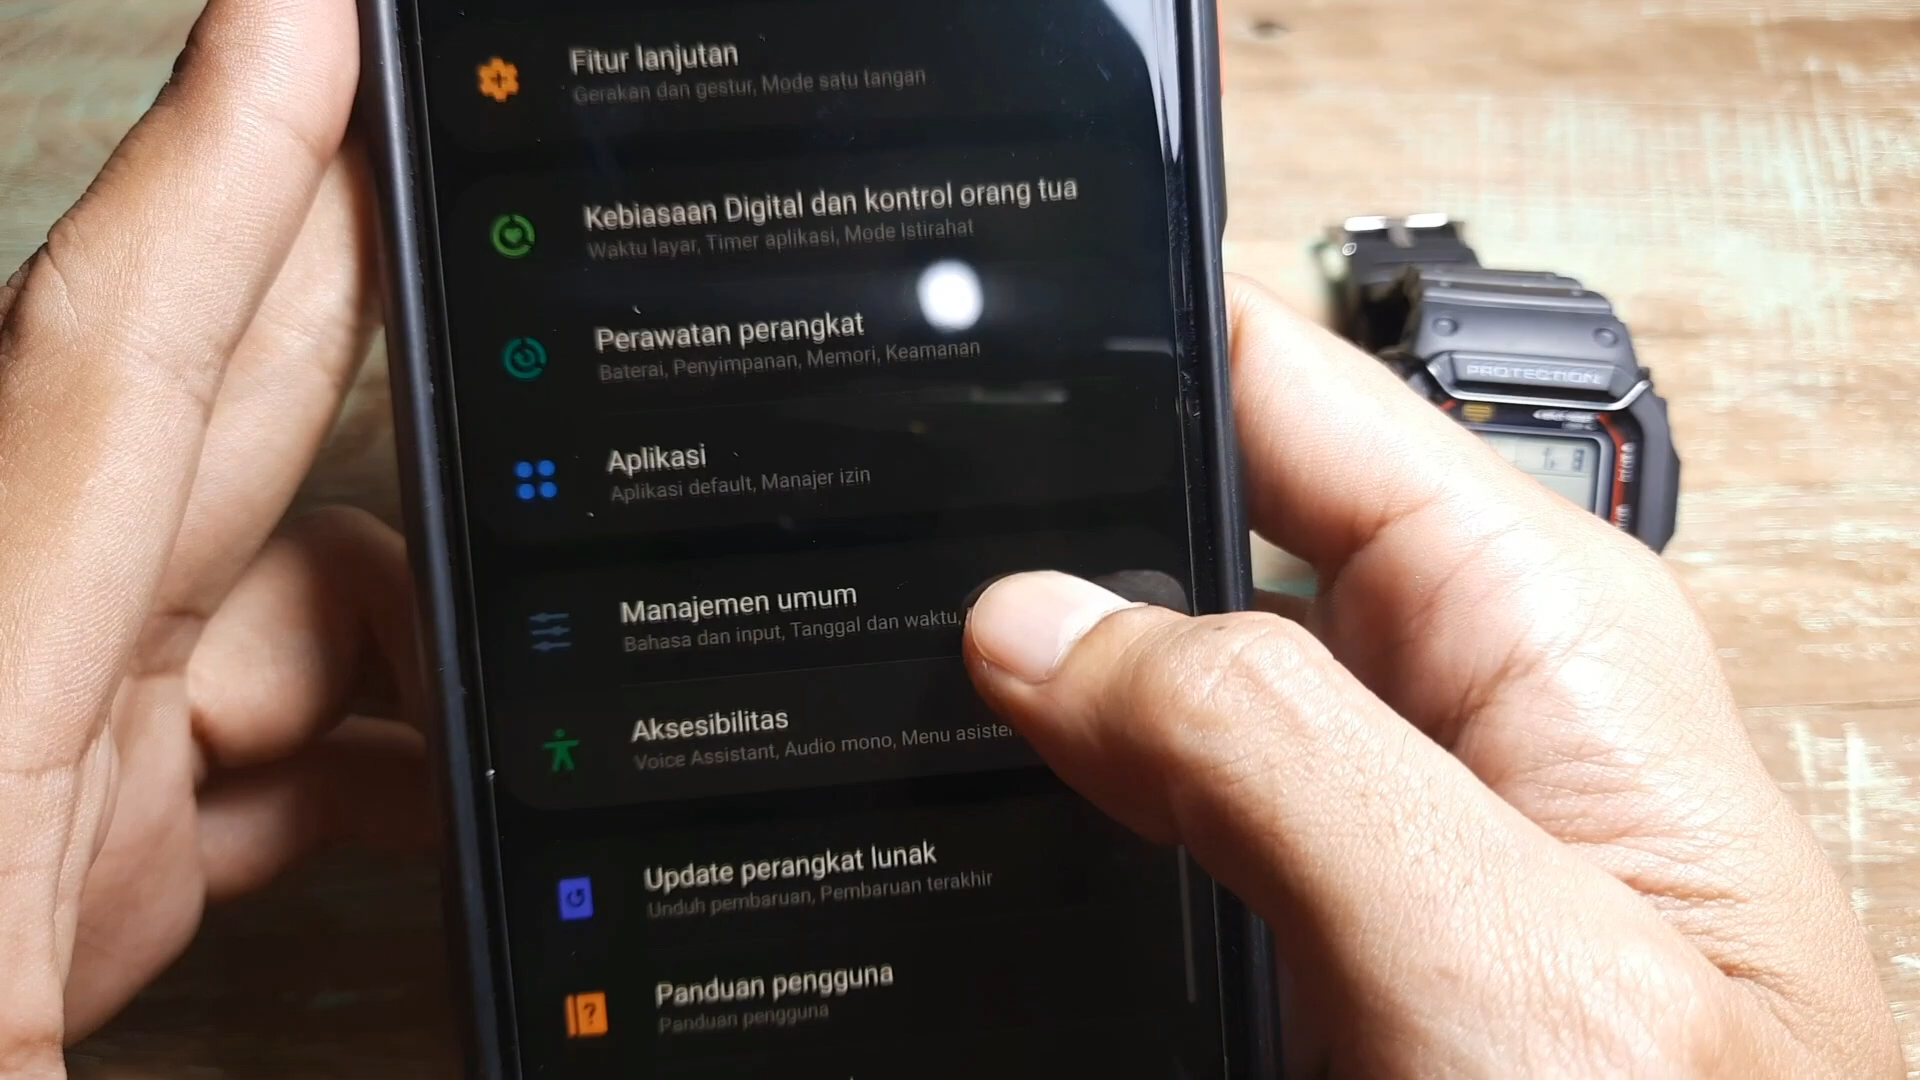 Fitur lanjutan
Gerakan dan gestur, Mode satu tangan
Kebiasaan Digital dan kontrol orang tua
Waktu layar, Timer aplikasi, Mode Istirahat
Perawatan perangkat
Baterai, Penyimpanan, Memori, Keamanan
Aplikasi
Aplikasi default, Manajer izin
Manajemen umum
Bahasa dan input, Tanggal dan waktu,
Aksesibilitas
Voice Assistant, Audio mono, Menu
Update perangkat lunak
Unduh pembaruan, Pembaruan terakhir
Panduan pengguna
Panduan pengguna
PROTECTION